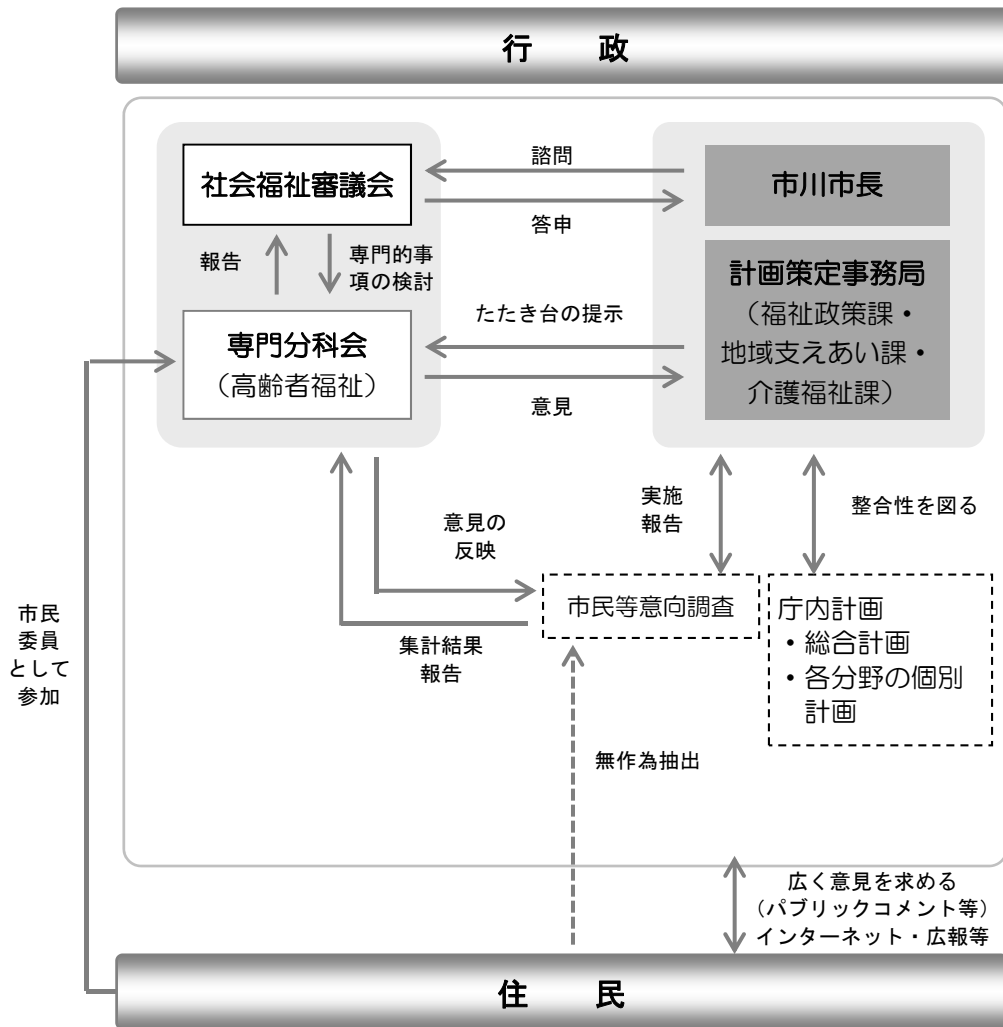 行　政
社会福祉審議会
諮問
答申
市川市長
報告
専門的事
項の検討
計画策定事務局
（福祉政策課・
地域支えあい課・
介護福祉課）
専門分科会
（高齢者福祉）
たたき台の提示
意見
意見の
反映
実施
報告
整合性を図る
市民等意向調査
集計結果
報告
庁内計画
・総合計画
・各分野の個別
計画
市民
委員
として
参加
無作為抽出
広く意見を求める
（パブリックコメント等）
インターネット・広報等
住　民